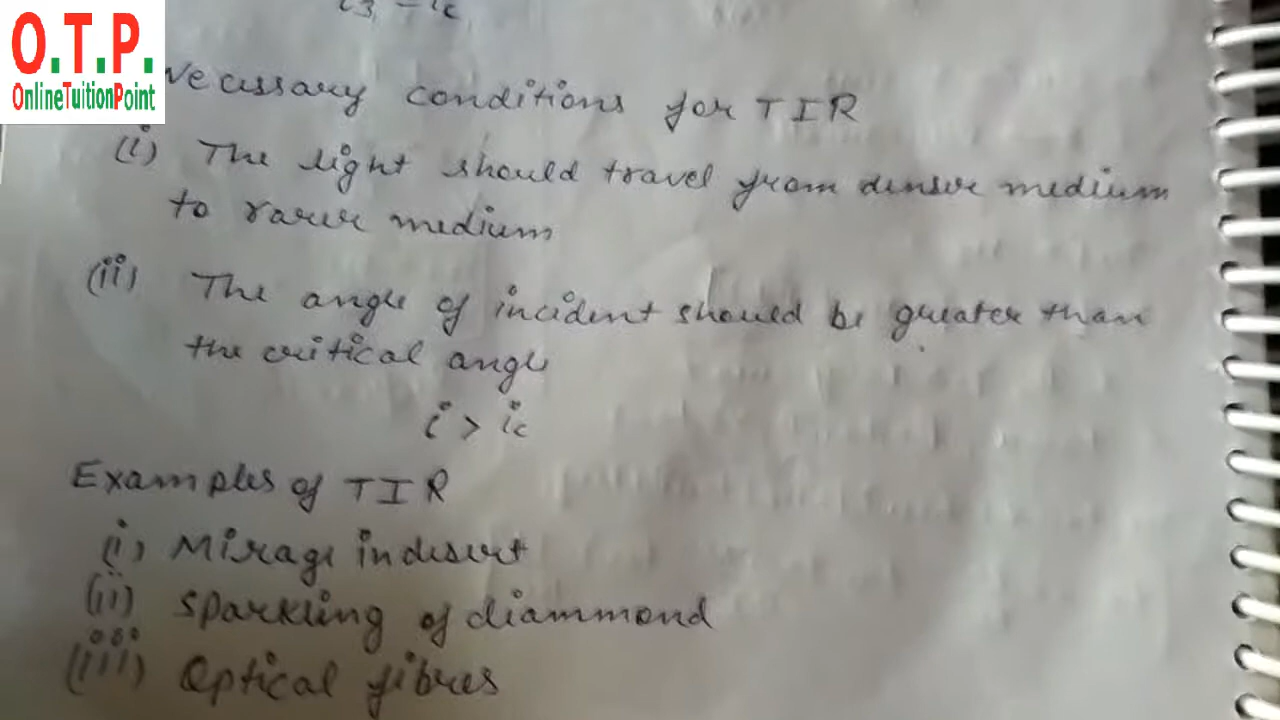 O.T.P.
OnlineTuitionPoint
Necessary conditions for TIR
(i) The light should travel from denser medium
to rarer medium
(ii) The angle of incident should be greater than
the critical angle
i > ic
Examples of TIR
(i) Mirage in desert
(ii) Sparkling of diammond
(iii) Optical fibres